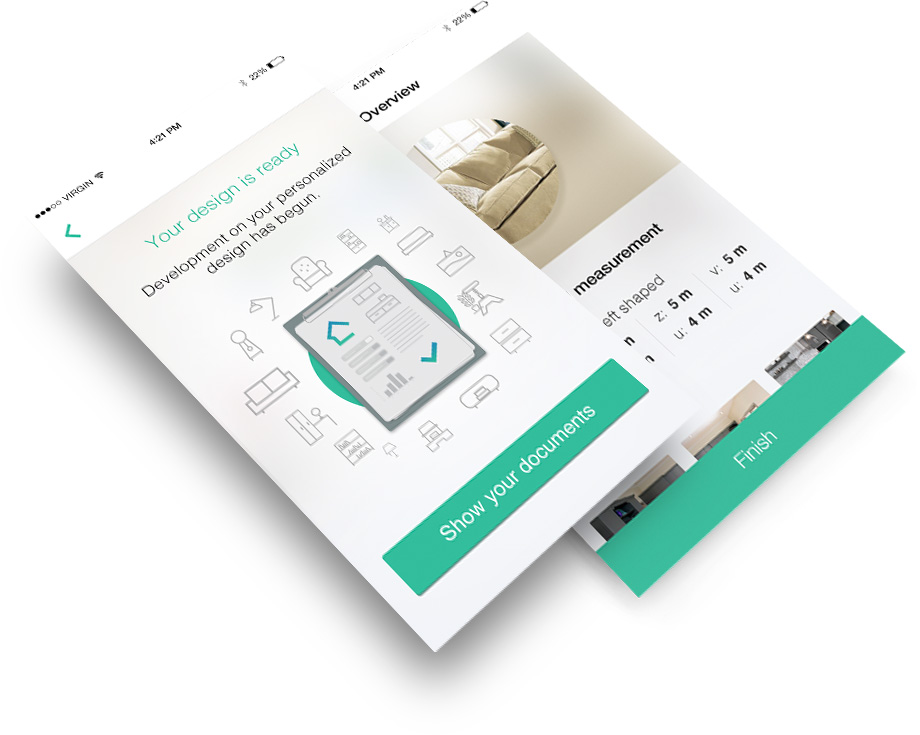 VIRGIN
4:21 PM
22%
Your design is ready
Development on your personalized
design has begun.
Show your documents
4:21 PM
22%
Overview
measurement
eft shaped
z: 5 m
v: 5 m
u: 4 m
u: 4 m
Finish